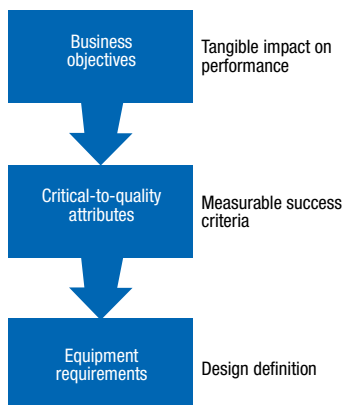 Business
objectives
Tangible impact on
performance
Critical-to-quality
attributes
Measurable success
criteria
Equipment
requirements
Design definition